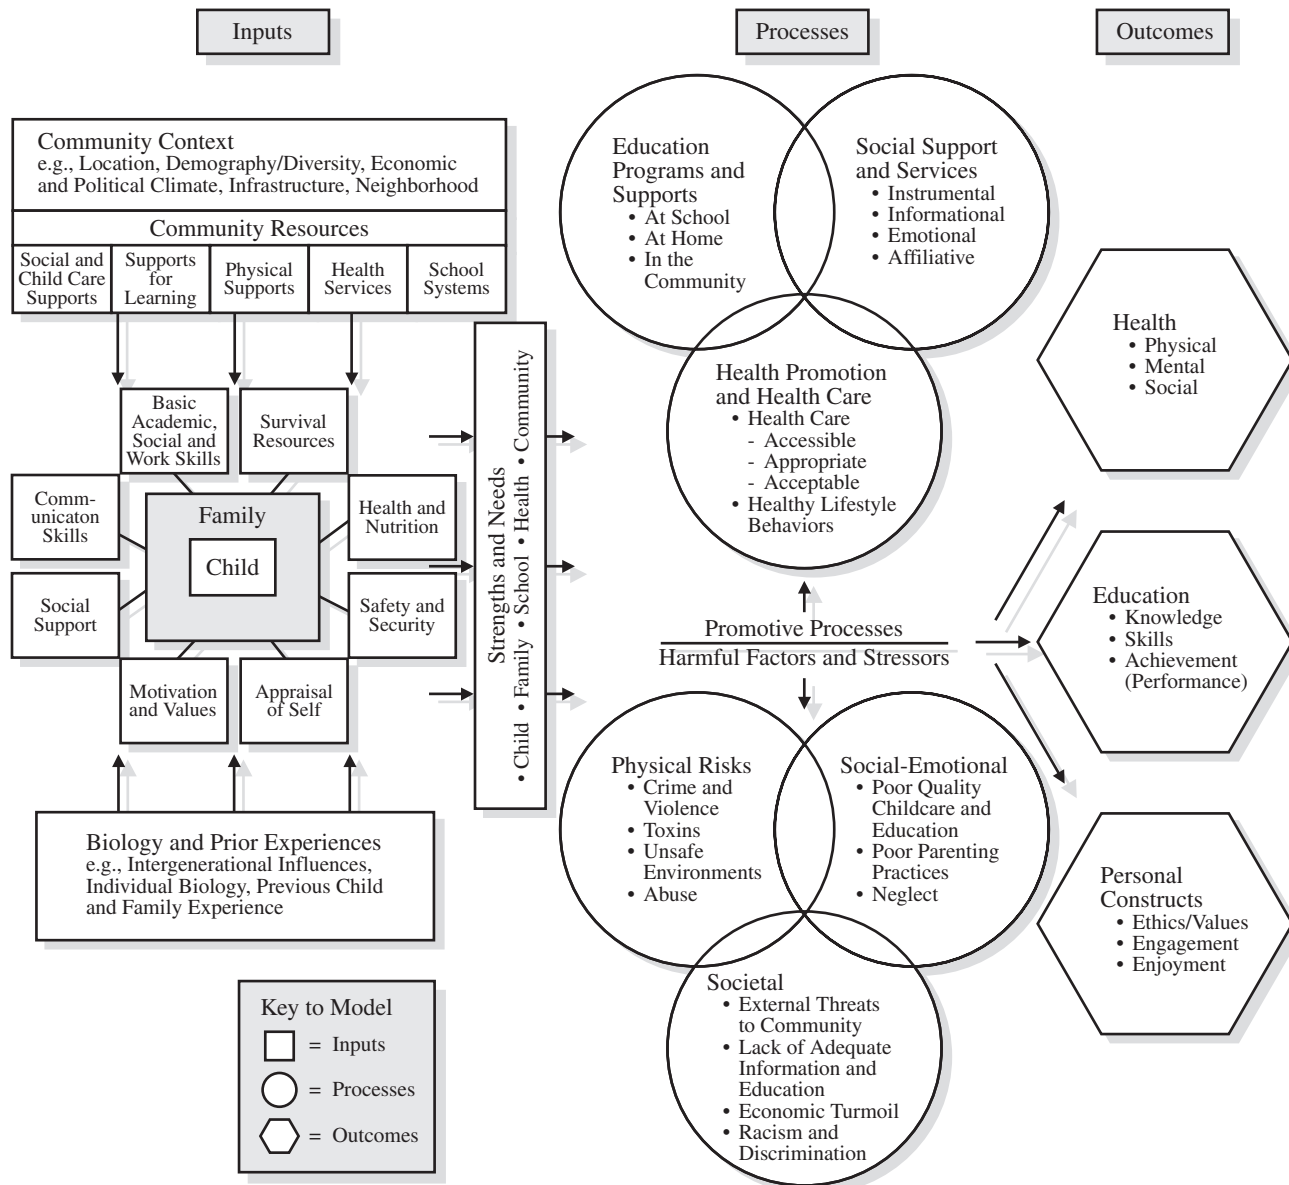 Inputs
Processes
Outcomes
Community Context
e.g., Location, Demography/Diversity, Economic
and Political Climate, Infrastructure, Neighborhood
Community Resources
Social and
Child Care
Supports
Supports
for
Learning
Physical
Supports
Health
Services
School
Systems
Basic
Academic,
Social and
Work Skills
Survival
Resources
Com-
municaton
Skills
Health and
Nutrition
Family
Child
Social
Support
Safety and
Security
Motivation
and Values
Appraisal
of Self
Biology and Prior Experiences
e.g., Intergenerational Influences,
Individual Biology, Previous Child
and Family Experience
Strengths and Needs
• Child • Family • School • Health • Community
Education
Programs and
Supports
• At School
• At Home
• In the
Community
Social Support
and Services
• Instrumental
• Informational
• Emotional
• Affiliative
Health Promotion
and Health Care
• Health Care
- Accessible
- Appropriate
- Acceptable
• Healthy Lifestyle
Behaviors
Promotive Processes
Harmful Factors and Stressors
Physical Risks
• Crime and
Violence
• Toxins
• Unsafe
Environments
• Abuse
Social-Emotional
• Poor Quality
Childcare and
Education
• Poor Parenting
Practices
• Neglect
Societal
• External Threats
to Community
• Lack of Adequate
Information and
Education
• Economic Turmoil
• Racism and
Discrimination
Health
• Physical
• Mental
• Social
Education
• Knowledge
• Skills
• Achievement
(Performance)
Personal
Constructs
• Ethics/Values
• Engagement
• Enjoyment
Key to Model
= Inputs
= Processes
= Outcomes